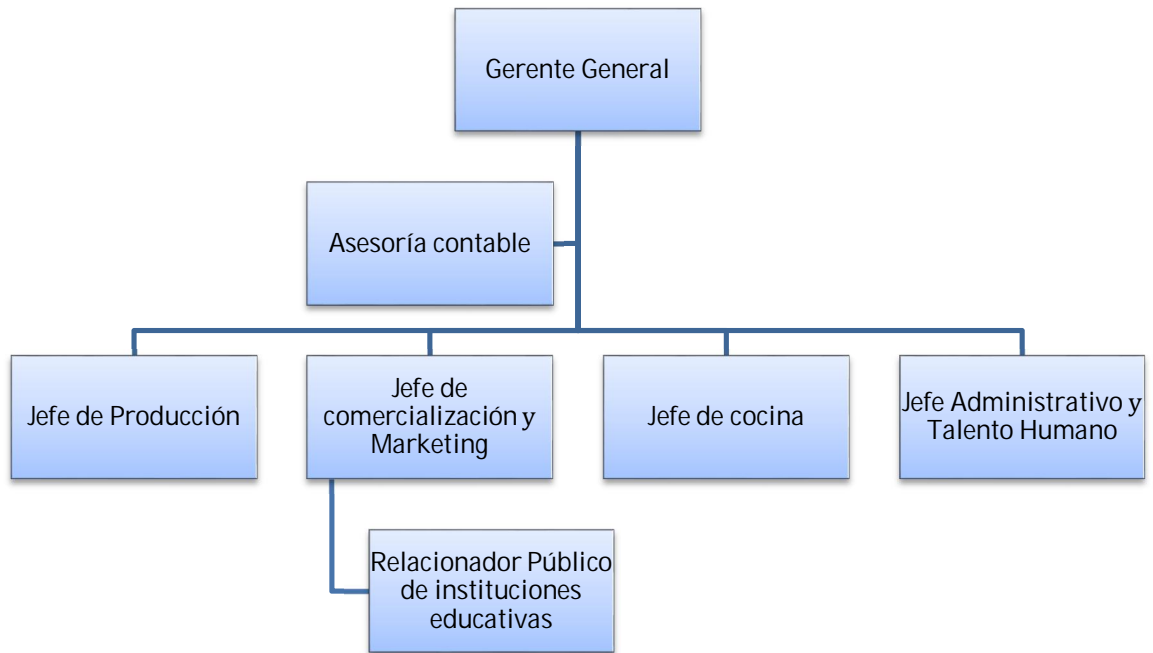 Gerente General
Asesoría contable
Jefe de Producción
Jefe de
comercialización y
Marketing
Jefe de cocina
Jefe Administrativo y
Talento Humano
Relacionador Público
de instituciones
educativas